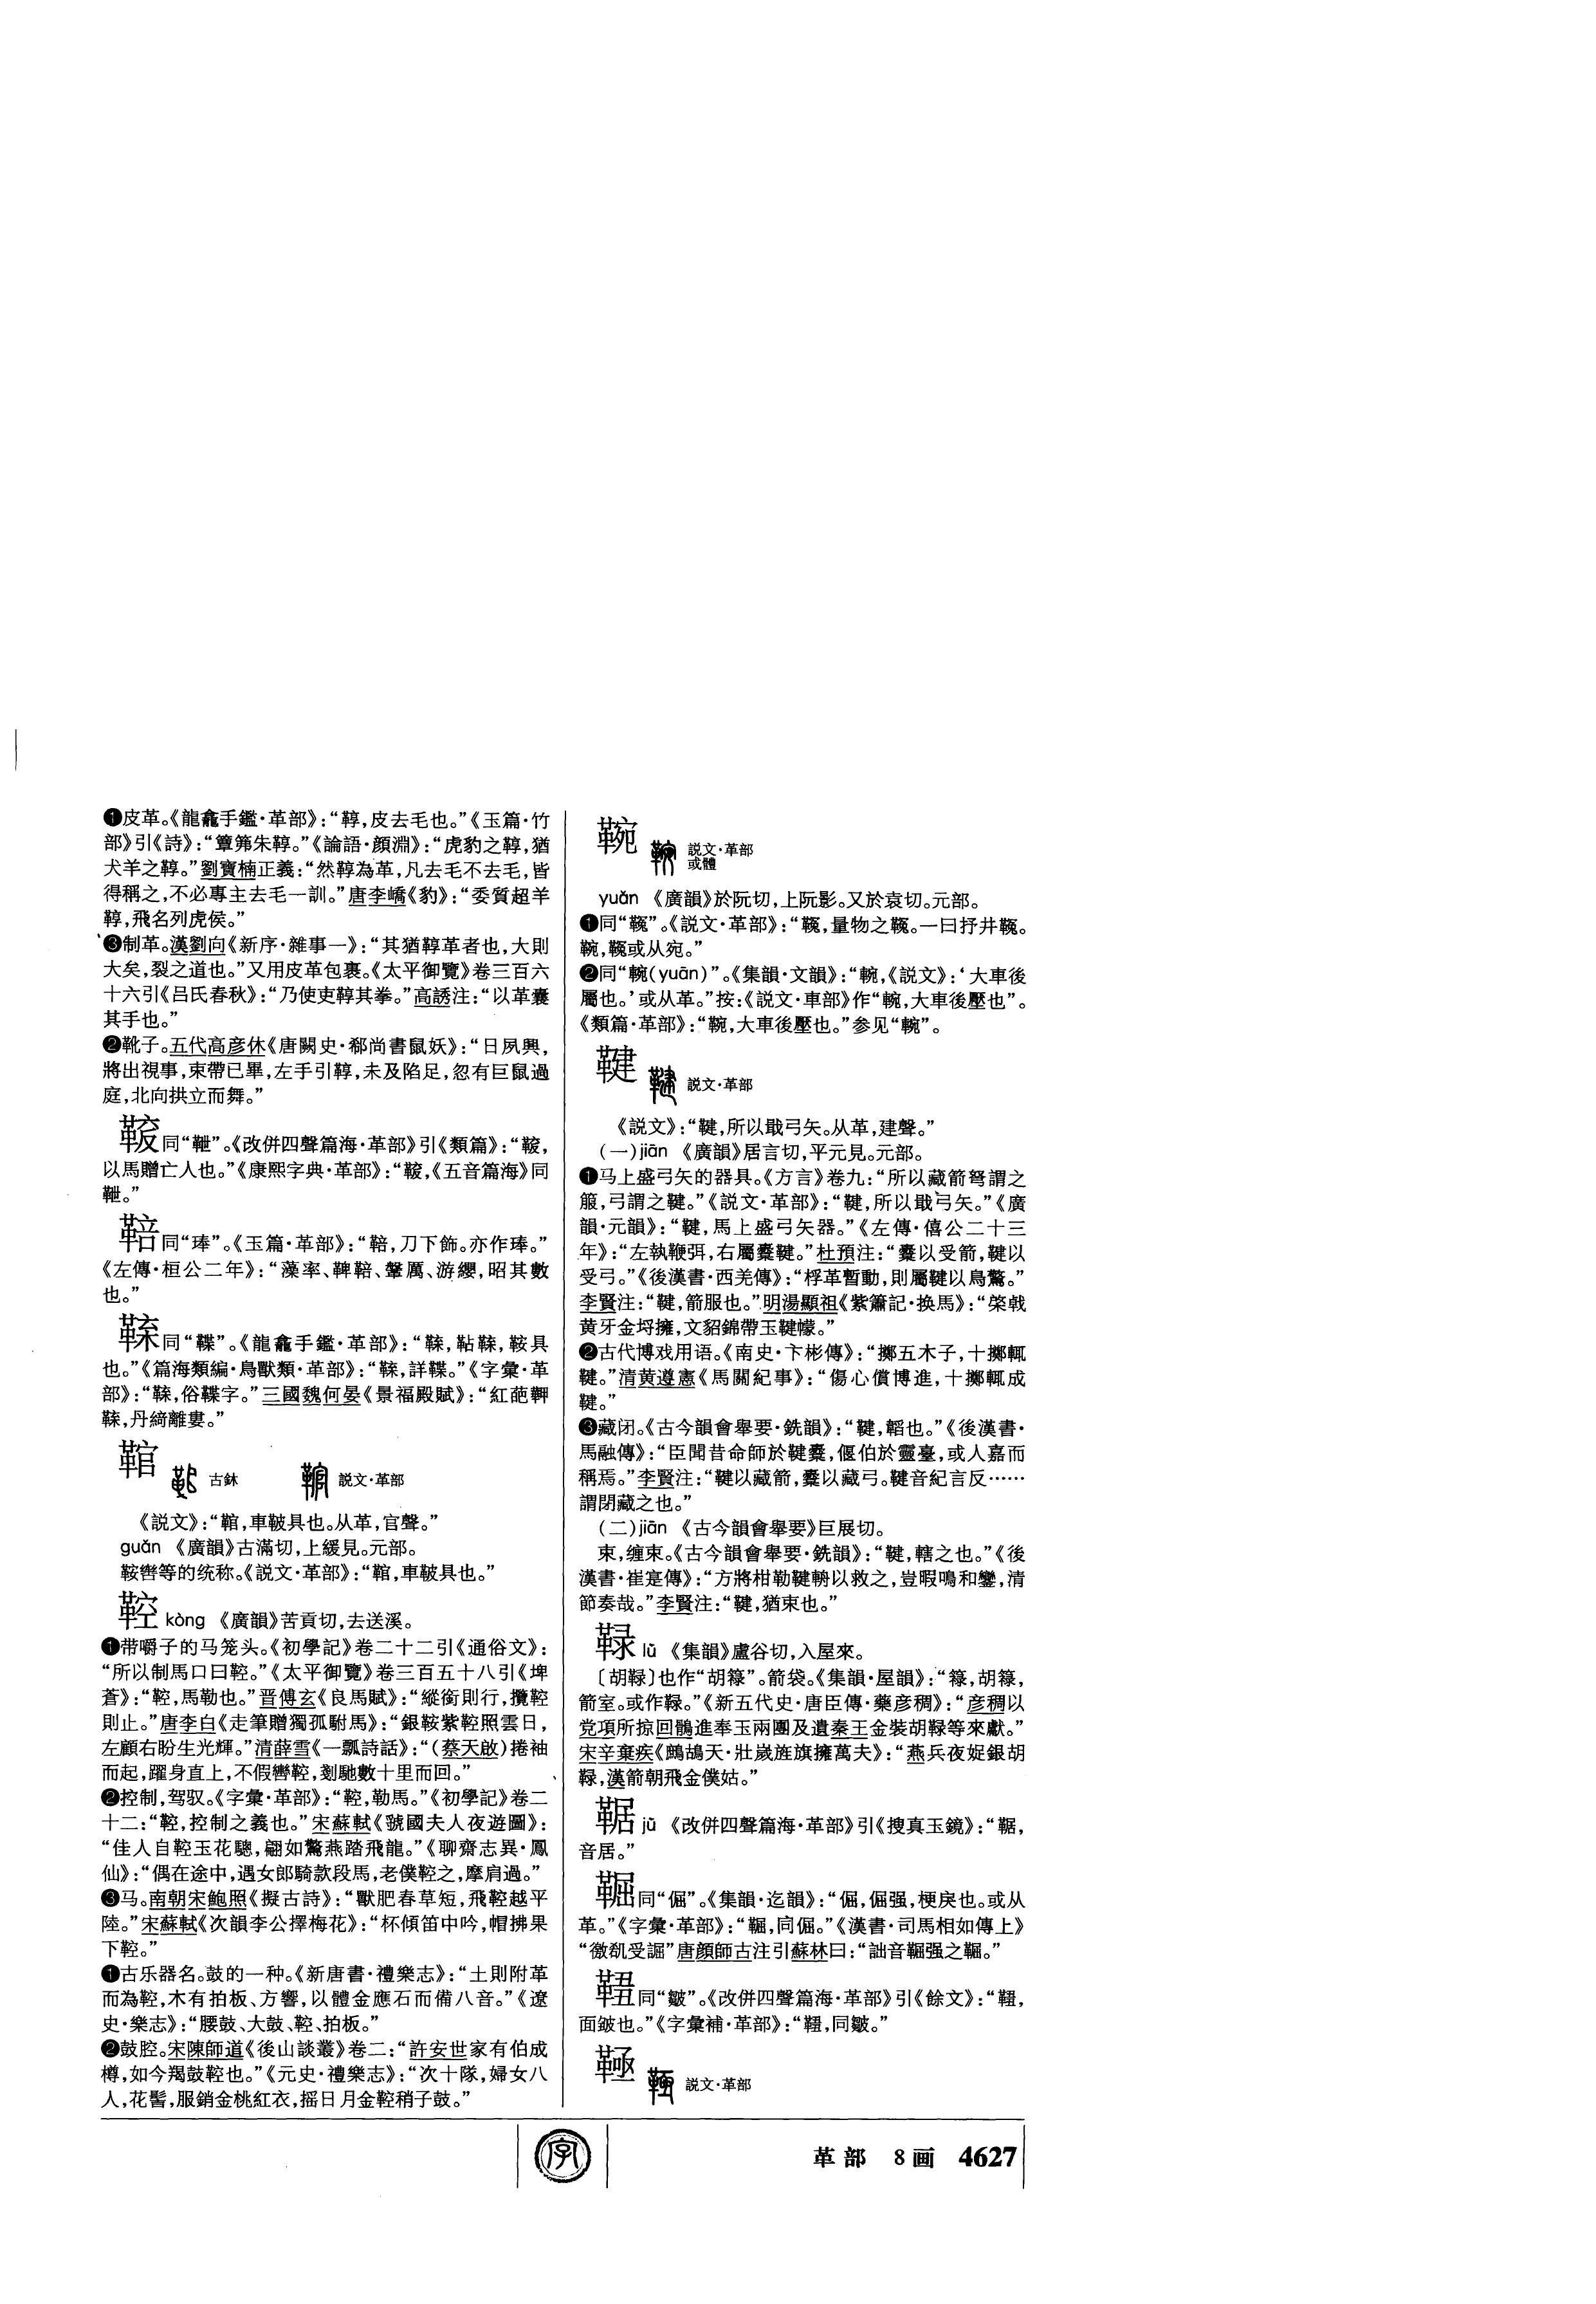 ❶皮革。《龍龕手鑑·革部》：“鞟，皮去毛也。”《玉篇·竹
部》引《詩》：“簟笰朱鞟。”《論語·顔淵》：“虎豹之鞟，猶
犬羊之鞟。”劉寶楠正義：“然鞟為革，凡去毛不去毛，皆
得稱之，不必專主去毛一訓。”唐李嶠《豹》：“委質超羊
鞟，飛名列虎侯。”
❸制革。漢劉向《新序·雜事一》：“其猶鞟革者也，大則
大矣，裂之道也。”又用皮革包裹。《太平御覽》卷三百六
十六引《吕氏春秋》：“乃使吏鞟其拳。”高誘注：“以革囊
其手也。”
❷靴子。五代高彦休《唐闕史·郗尚書鼠妖》：“日夙興，
將出視事，束帶已畢，左手引鞟，未及陷足，忽有巨鼠過
庭，北向拱立而舞。”
同“鞴”。《改併四聲篇海·革部》引《類篇》：“
以馬贈亡人也。”《康熙字典·革部》：“《五音篇海》同
鞛 同“琫”。《玉篇·革部》：“鞛，刀下飾。亦作琫。”
《左傳·桓公二年》：“藻率、鞞鞛、鞶厲、游纓，昭其數
也。”
同“鞢”。《龍龕手鑑·革部》：“鞊，鞍具
也。”《篇海類編·鳥獸類·革部》：“詳鞢。”《字彙·革
部》：“俗鞢字。”三國魏何晏《景福殿賦》：“紅葩
丹綺離婁。”
䩪 古鉨 説文·革部
《説文》：“䩪，車鞁具也。从革，官聲。”
guǎn 《廣韻》古滿切，上緩見。元部。
鞍辔等的统称。《説文·革部》：“䩪，車鞁具也。”
鞚 kòng 《廣韻》苦貢切，去送溪。
❶带嚼子的马笼头。《初學記》卷二十二引《通俗文》：
“所以制馬口曰鞚。”《太平御覽》卷三百五十八引《埤
蒼》：“鞚，馬勒也。”晋傅玄《良馬賦》：“縱銜則行，攬鞚
則止。”唐李白《走筆贈獨孤駙馬》：“銀鞍紫鞚照雲日，
左顧右盼生光輝。”清薛雪《一瓢詩話》：“（蔡天啟）捲袖
而起，躍身直上，不假轡鞚，剗馳數十里而回。”
❷控制，驾驭。《字彙·革部》：“鞚，勒馬。”《初學記》卷二
十二：“鞚，控制之義也。”宋蘇軾《虢國夫人夜遊圖》：
“佳人自鞚玉花驄，翩如驚燕踏飛龍。”《聊齋志異·鳳
仙》：“偶在途中，遇女郎騎款段馬，老僕鞚之，摩肩過。”
❸马。南朝宋鮑照《擬古詩》：“獸肥春草短，飛鞚越平
陸。”宋蘇軾《次韻李公擇梅花》：“杯傾笛中吟，帽拂果
下鞚。”
❶古乐器名。鼓的一种。《新唐書·禮樂志》：“土則附革
而為鞚，木有拍板、方響，以體金應石而備八音。”《遼
史·樂志》：“腰鼓、大鼓、鞚、拍板。”
❷鼓腔。宋陳師道《後山談叢》卷二：“許安世家有伯成
樽，如今羯鼓鞚也。”《元史·禮樂志》：“次十隊，婦女八
人，花髻，服銷金桃紅衣，摇日月金鞚稍子鼓。”
䩩 説文·革部
或體
yuǎn 《廣韻》於阮切，上阮影。又於袁切。元部。
❶同“鞔”。《説文·革部》：“量物之。一曰抒井。
䩩，或从宛。”
❷同“輐(yuān)”。《集韻·文韻》：“《説文》：‘大車後
屬也。’或从革。”按：《説文·車部》作“大車後壓也”。
《類篇·革部》：“䩩，大車後壓也。”参见“”。
鞬 説文·革部
《説文》：“鞬，所以戢弓矢。从革，建聲。”
（一）jiān 《廣韻》居言切，平元見。元部。
❶马上盛弓矢的器具。《方言》卷九：“所以藏箭弩謂之
箙，弓謂之鞬。”《説文·革部》：“鞬，所以戢弓矢。”《廣
韻·元韻》：“鞬，馬上盛弓矢器。”《左傳·僖公二十三
年》：“左執鞭弭，右屬櫜鞬。”杜預注：“櫜以受箭，鞬以
受弓。”《後漢書·西羌傳》：“桴革暫動，則屬鞬以鳥驚。”
李賢注：“鞬，箭服也。”明湯顯祖《紫簫記·换馬》：“棨戟
黄牙金埒擁，文貂錦帶玉鞬幪。”
❷古代博戏用语。《南史·卞彬傳》：“擲五木子，十擲輒
鞬。”清黄遵憲《馬關紀事》：“傷心償博進，十擲輒成
鞬。”
❸藏闭。《古今韻會舉要·銑韻》：“鞬，韜也。”《後漢書·
馬融傳》：“臣聞昔命師於鞬櫜，偃伯於靈臺，或人嘉而
稱焉。”李賢注：“鞬以藏箭，櫜以藏弓。鞬音紀言反……
謂閉藏之也。”
（二）jiān 《古今韻會舉要》巨展切。
束，缠束。《古今韻會舉要·銑韻》：“鞬，轄之也。”《後
漢書·崔寔傳》：“方將柑勒鞬輈以救之，豈暇鳴和鑾，清
節奏哉。”李賢注：“鞬，猶束也。”
䩮 lù 《集韻》盧谷切，入屋來。
〔胡䩮〕也作“胡簶”。箭袋。《集韻·屋韻》：“簶，胡簶，
箭室。或作䩮。”《新五代史·唐臣傳·藥彦稠》：“彦稠以
党項所掠回鶻進奉玉兩團及遺秦王金裝胡䩮等來獻。”
宋辛棄疾《鷓鴣天·壯歲旌旗擁萬夫》：“燕兵夜娖銀胡
䩮，漢箭朝飛金僕姑。”
jū 《改併四聲篇海·革部》引《搜真玉鏡》：“
音居。”
同“倔”。《集韻·迄韻》：“倔，倔强，梗戾也。或从
革。”《字彙·革部》：“同倔。”《漢書·司馬相如傳上》
“徼𠊷受詘”唐顔師古注引蘇林曰：“詘音强之。”
同“皺”。《改併四聲篇海·革部》引《餘文》：“
面皺也。”《字彙補·革部》：“同皺。”
説文·革部
革部 8画 4627